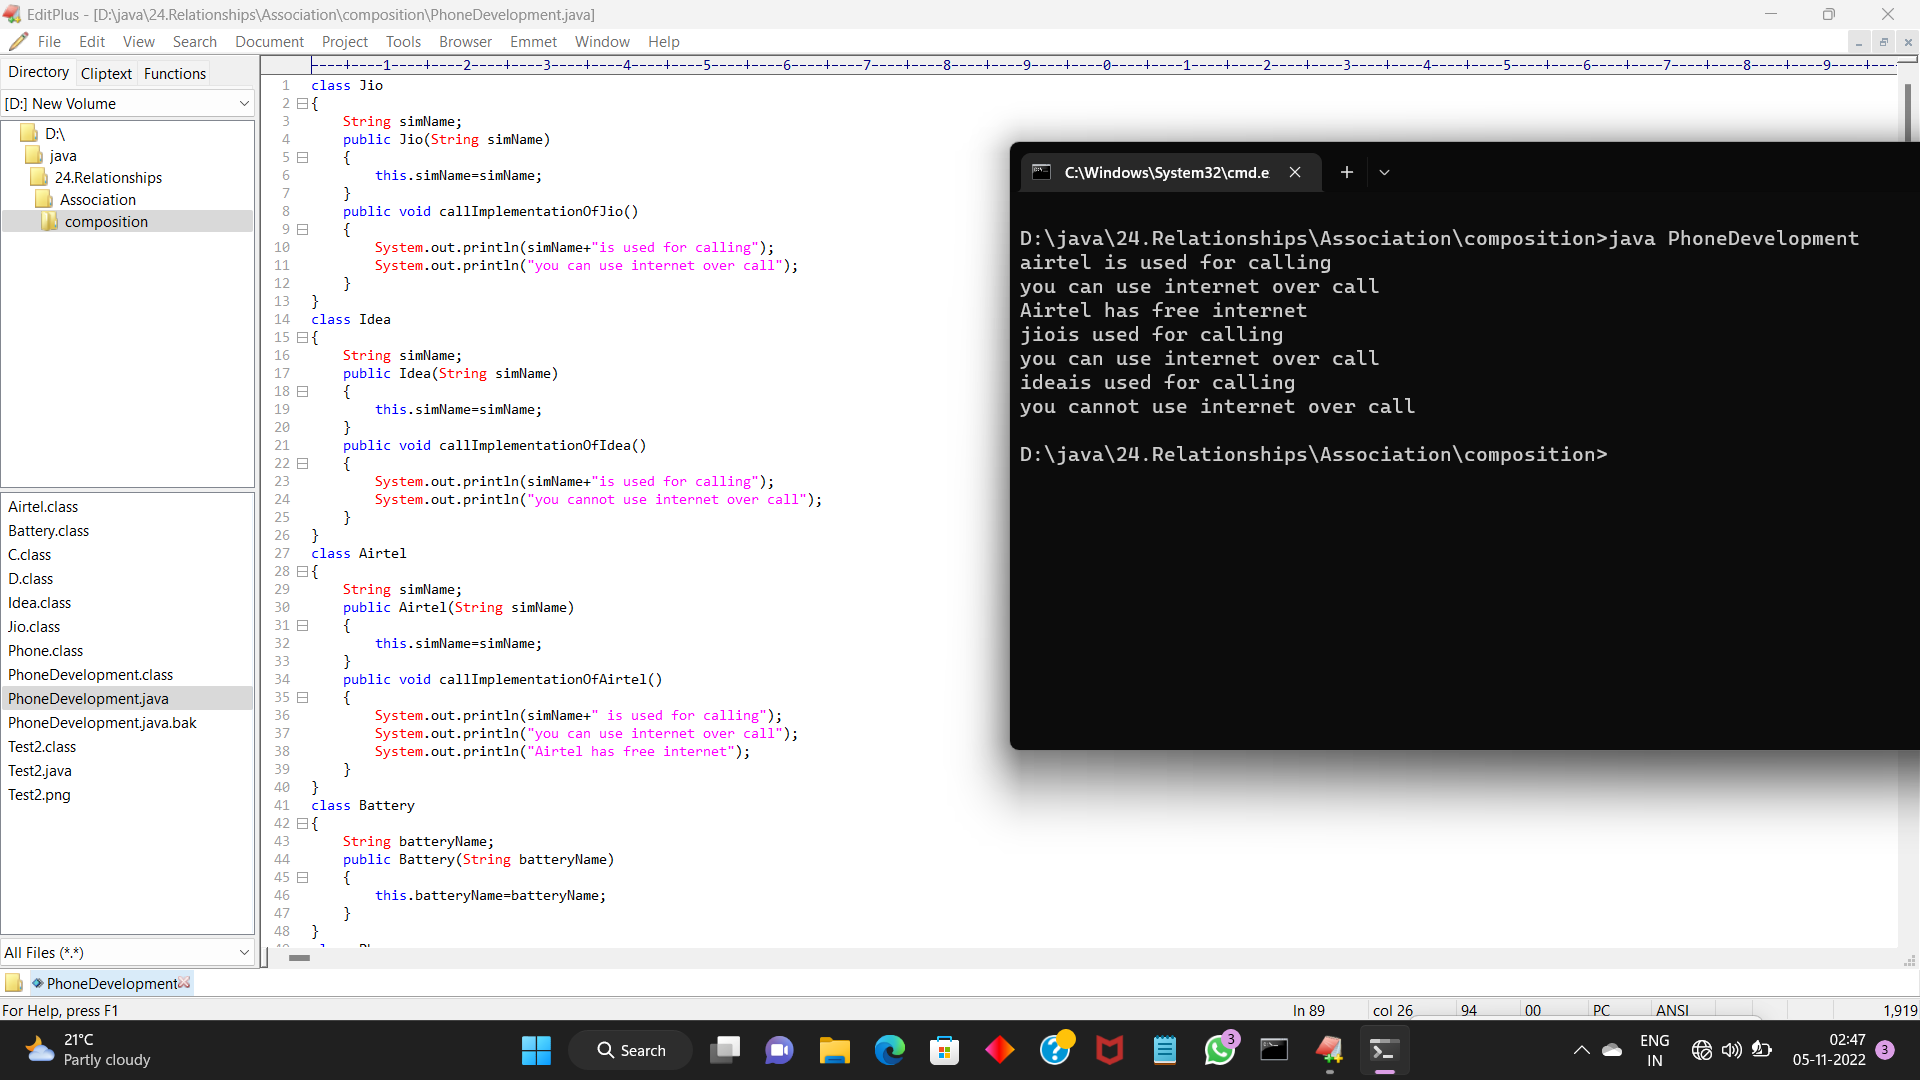 EditPlus - [D:\java\24.Relationships\Association\composition\PhoneDevelopment.java]
File Edit View Search Document Project Tools Browser Emmet Window Help
Directory Cliptext Functions
[D:] New Volume
D:\
java
24.Relationships
Association
composition
Airtel.class
Battery.class
C.class
D.class
Idea.class
Jio.class
Phone.class
PhoneDevelopment.class
PhoneDevelopment.java
PhoneDevelopment.java.bak
Test2.class
Test2.java
Test2.png
All Files (*.*)
----+----1----+----2----+----3----+----4----+----5----+----6----+----7----+----8----+----9----+----0----+----1----+----2----+----3----+----4----+----5----+----6----+----7----+----8----+----9----+---
1 class Jio
2 {
3 String simName;
4 public Jio(String simName)
5 {
6 this.simName=simName;
7 }
8 public void callImplementationOfJio()
9 {
10 System.out.println(simName+"is used for calling");
11 System.out.println("you can use internet over call");
12 }
13 }
14 class Idea
15 {
16 String simName;
17 public Idea(String simName)
18 {
19 this.simName=simName;
20 }
21 public void callImplementationOfIdea()
22 {
23 System.out.println(simName+"is used for calling");
24 System.out.println("you cannot use internet over call");
25 }
26 }
27 class Airtel
28 {
29 String simName;
30 public Airtel(String simName)
31 {
32 this.simName=simName;
33 }
34 public void callImplementationOfAirtel()
35 {
36 System.out.println(simName+" is used for calling");
37 System.out.println("you can use internet over call");
38 System.out.println("Airtel has free internet");
39 }
40 }
41 class Battery
42 {
43 String batteryName;
44 public Battery(String batteryName)
45 {
46 this.batteryName=batteryName;
47 }
48 }
C:\Windows\System32\cmd.e
D:\java\24.Relationships\Association\composition>java PhoneDevelopment
airtel is used for calling
you can use internet over call
Airtel has free internet
jiois used for calling
you can use internet over call
ideais used for calling
you cannot use internet over call
D:\java\24.Relationships\Association\composition>
PhoneDevelopment
For Help, press F1 ln 89 col 26 94 00 PC ANSI 1,919
21°C
Partly cloudy
Search
3
ENG
IN
02:47
05-11-2022
3